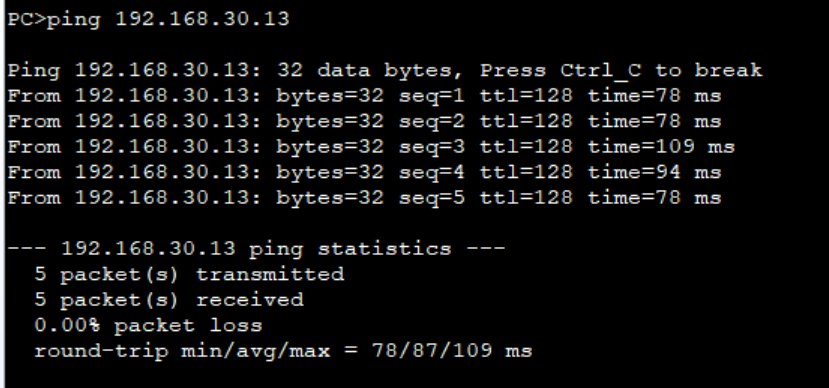 PC>ping 192.168.30.13
Ping 192.168.30.13: 32 data bytes, Press Ctrl_C to break
From 192.168.30.13: bytes=32 seq=1 ttl=128 time=78 ms
From 192.168.30.13: bytes=32 seq=2 ttl=128 time=78 ms
From 192.168.30.13: bytes=32 seq=3 ttl=128 time=109 ms
From 192.168.30.13: bytes=32 seq=4 ttl=128 time=94 ms
From 192.168.30.13: bytes=32 seq=5 ttl=128 time=78 ms
--- 192.168.30.13 ping statistics ---
5 packet(s) transmitted
5 packet(s) received
0.00% packet loss
round-trip min/avg/max = 78/87/109 ms